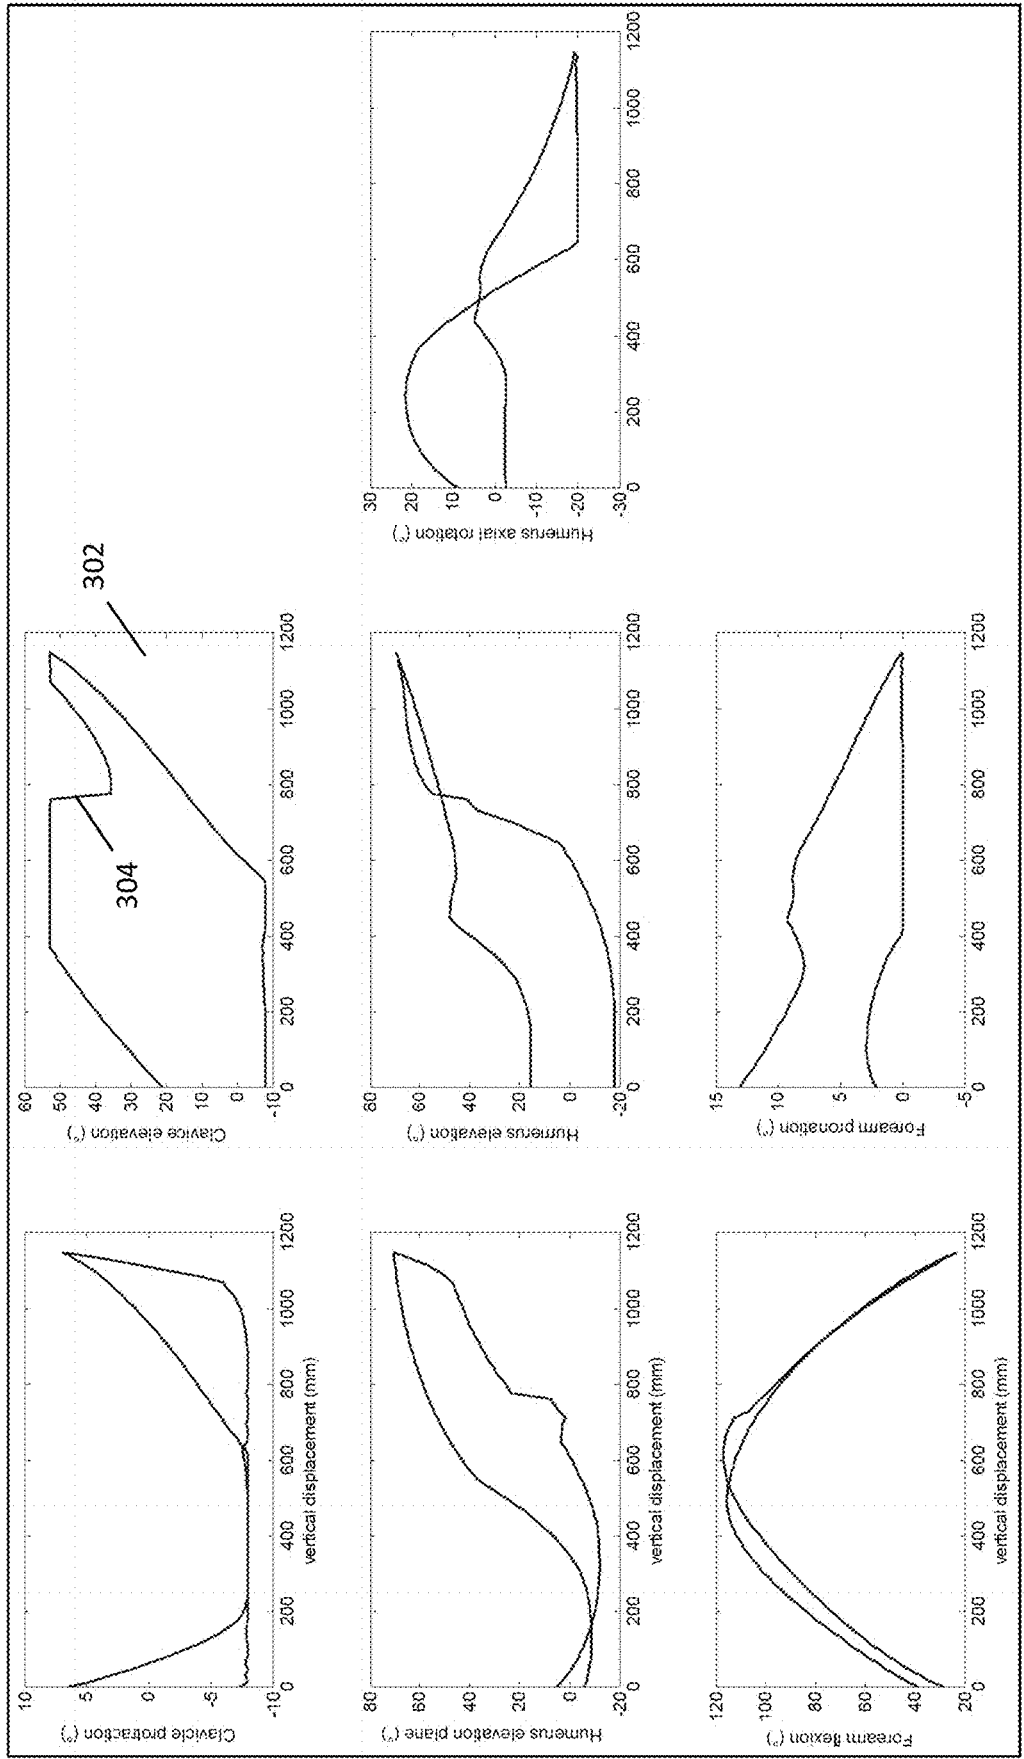 Clavicle protraction (°)
10
5
0
-5
-10
0 200 400 600 800 1000 1200
vertical displacement (mm)
Clavice elevation (°)
60
50
40
30
20
10
0
-10
0 200 400 600 800 1000 1200
304
302
Humerus elevation plane (°)
80
60
40
20
0
-20
0 200 400 600 800 1000 1200
vertical displacement (mm)
Humerus elevation (°)
80
60
40
20
0
-20
0 200 400 600 800 1000 1200
Humerus axial rotation (°)
30
20
10
0
-10
-20
-30
0 200 400 600 800 1000 1200
Forearm flexion (°)
120
100
80
60
40
20
0 200 400 600 800 1000 1200
vertical displacement (mm)
Forearm pronation (°)
15
10
5
0
-5
0 200 400 600 800 1000 1200